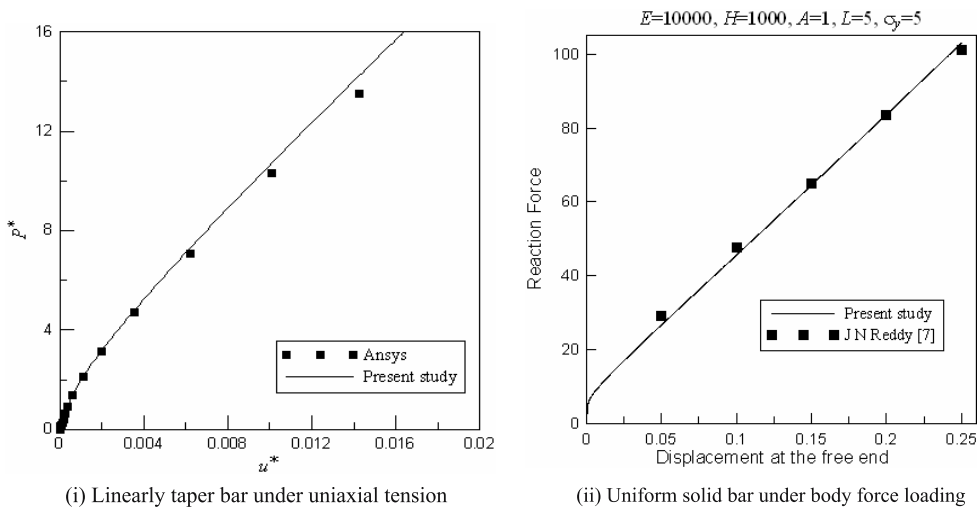 16
12
8
4
0
p*
0
0.004
0.008
0.012
0.016
0.02
u*
Ansys
Present study
(i) Linearly taper bar under uniaxial tension
E=10000, H=1000, A=1, L=5, σy=5
100
80
60
40
20
0
Reaction Force
0
0.05
0.1
0.15
0.2
0.25
Displacement at the free end
Present study
J N Reddy [7]
(ii) Uniform solid bar under body force loading